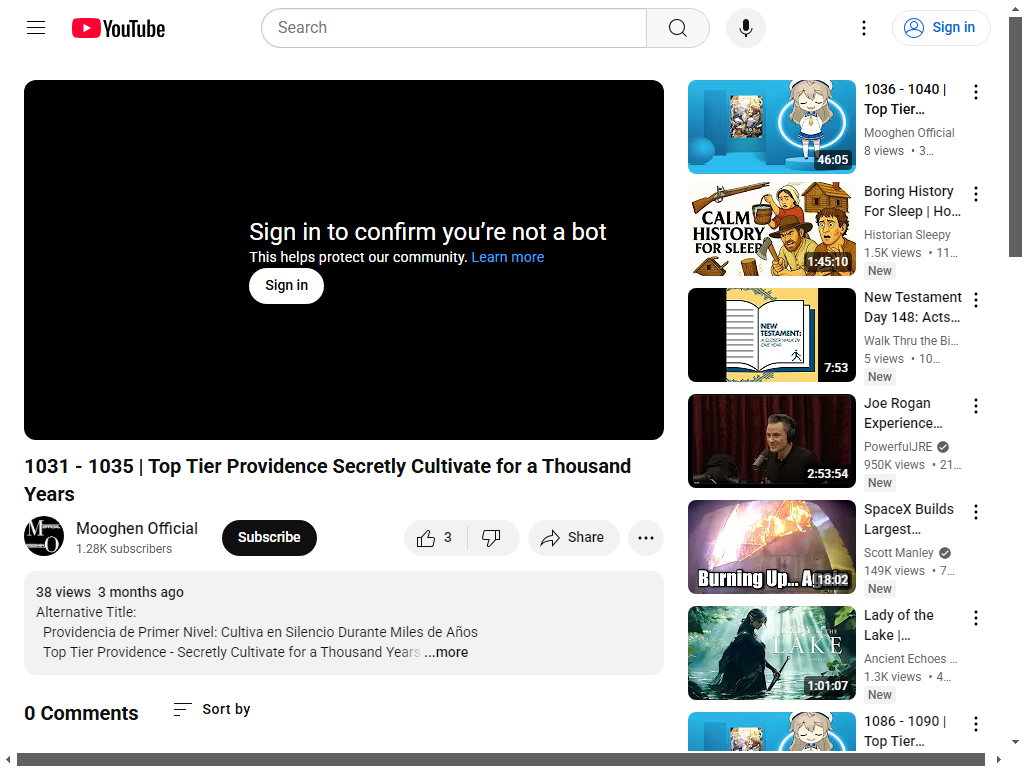 YouTube
Search
Sign in
Sign in to confirm you’re not a bot
This helps protect our community. Learn more
Sign in
1031 - 1035 | Top Tier Providence Secretly Cultivate for a Thousand
Years
Mooghen Official
1.28K subscribers
Subscribe
3
Share
38 views 3 months ago
Alternative Title:
Providencia de Primer Nivel: Cultiva en Silencio Durante Miles de Años
Top Tier Providence - Secretly Cultivate for a Thousand Years ...more
0 Comments
Sort by
46:05
1036 - 1040 |
Top Tier…
Mooghen Official
8 views • 3…
CALM
HISTORY
FOR SLEEP
1:45:10
Boring History
For Sleep | Ho…
Historian Sleepy
1.5K views • 11…
New
NEW
TESTAMENT:
A CLOSER WALK IN
ONE YEAR
7:53
New Testament
Day 148: Acts…
Walk Thru the Bi…
5 views • 10…
New
2:53:54
Joe Rogan
Experience…
PowerfulJRE
950K views • 21…
New
Burning Up... Again
18:02
SpaceX Builds
Largest…
Scott Manley
149K views • 7…
New
LAKE
1:01:07
Lady of the
Lake |…
Ancient Echoes …
1.3K views • 4…
New
1086 - 1090 |
Top Tier…